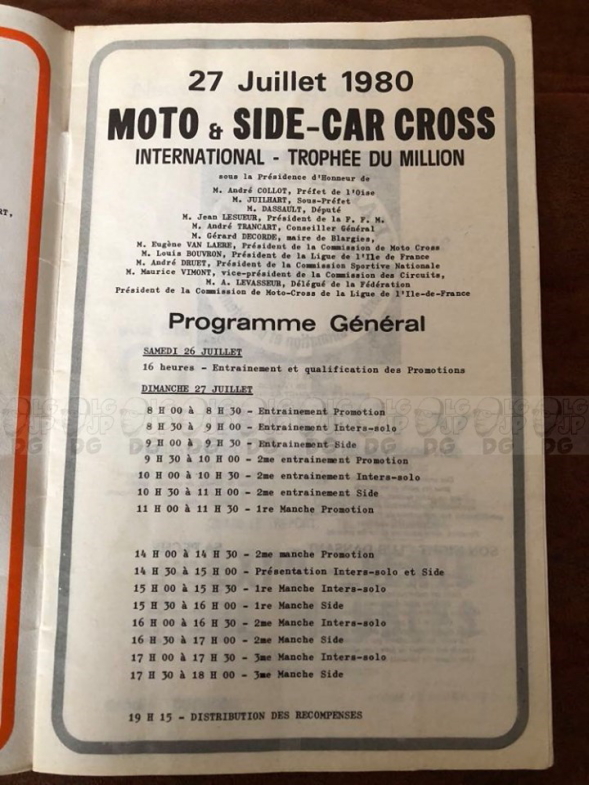 27 Juillet 1980
MOTO & SIDE-CAR CROSS
INTERNATIONAL - TROPHÉE DU MILLION
sous la Présidence d'Honneur de
M. André COLLOT, Préfet de l'Oise
M. JUILHART, Sous-Préfet
M. DASSAULT, Député
M. Jean LESUEUR, Président de la F. F. M.
M. André TRANCART, Conseiller Général
M. Gérard DECORDE, maire de Blargies,
M. Eugène VAN LAERE, Président de la Commission de Moto Cross
M. Louis BOUVRON, Président de la Ligue de l'Ile de France
M. André DRUET, Président de la Commission Sportive Nationale
M. Maurice VIMONT, vice-président de la Commission des Circuits,
M. A. LEVASSEUR, Délégué de la Fédération
Président de la Commission de Moto-Cross de la Ligue de l'Ile-de-France
Programme Général
SAMEDI 26 JUILLET
16 heures - Entrainement et qualification des Promotions
DIMANCHE 27 JUILLET
8 H 00 à 8 H 30 - Entrainement Promotion
8 H 30 à 9 H 00 - Entrainement Inters-solo
9 H 00 à 9 H 30 - Entrainement Side
9 H 30 à 10 H 00 - 2me entrainement Promotion
10 H 00 à 10 H 30 - 2me entrainement Inters-solo
10 H 30 à 11 H 00 - 2me entrainement Side
11 H 00 à 11 H 30 - 1re Manche Promotion
14 H 00 à 14 H 30 - 2me manche Promotion
14 H 30 à 15 H 00 - Présentation Inters-solo et Side
15 H 00 à 15 H 30 - 1re Manche Inters-solo
15 H 30 à 16 H 00 - 1re Manche Side
16 H 00 à 16 H 30 - 2me Manche Inters-solo
16 H 30 à 17 H 00 - 2me Manche Side
17 H 00 à 17 H 30 - 3me Manche Inters-solo
17 H 30 à 18 H 00 - 3me Manche Side
19 H 15 - DISTRIBUTION DES RECOMPENSES